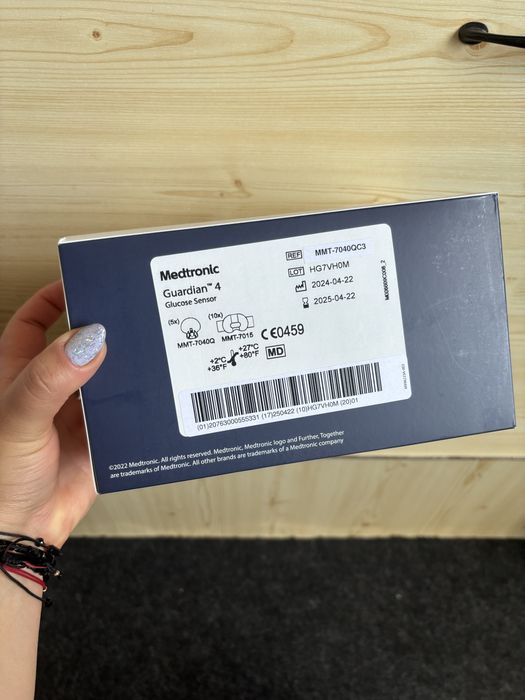 Medtronic
Guardian™ 4
Glucose Sensor
(5x)
MMT-7040Q
(10x)
MMT-7015
CE0459
+2°C
+36°F
+27°C
+80°F
MD
REF MMT-7040QC3
LOT HG7VH0M
2024-04-22
2025-04-22
(01)20763000555331 (17)250422 (10)HG7VH0M (20)01
©2022 Medtronic. All rights reserved. Medtronic, Medtronic logo and Further, Together
are trademarks of Medtronic. All other brands are trademarks of a Medtronic company